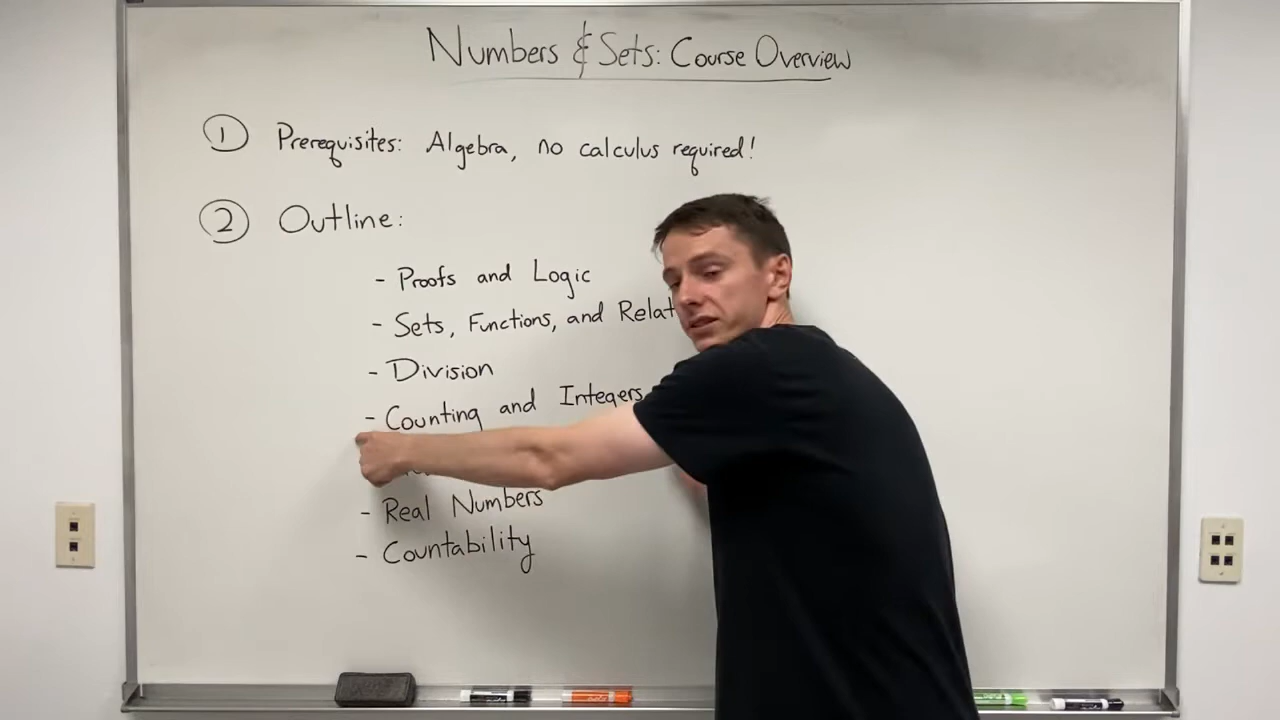 Numbers & Sets: Course Overview
① Prerequisites: Algebra, no calculus required!
② Outline:
- Proofs and Logic
- Sets, Functions, and Relat
- Division
- Counting and Integers
- Real Numbers
- Countability